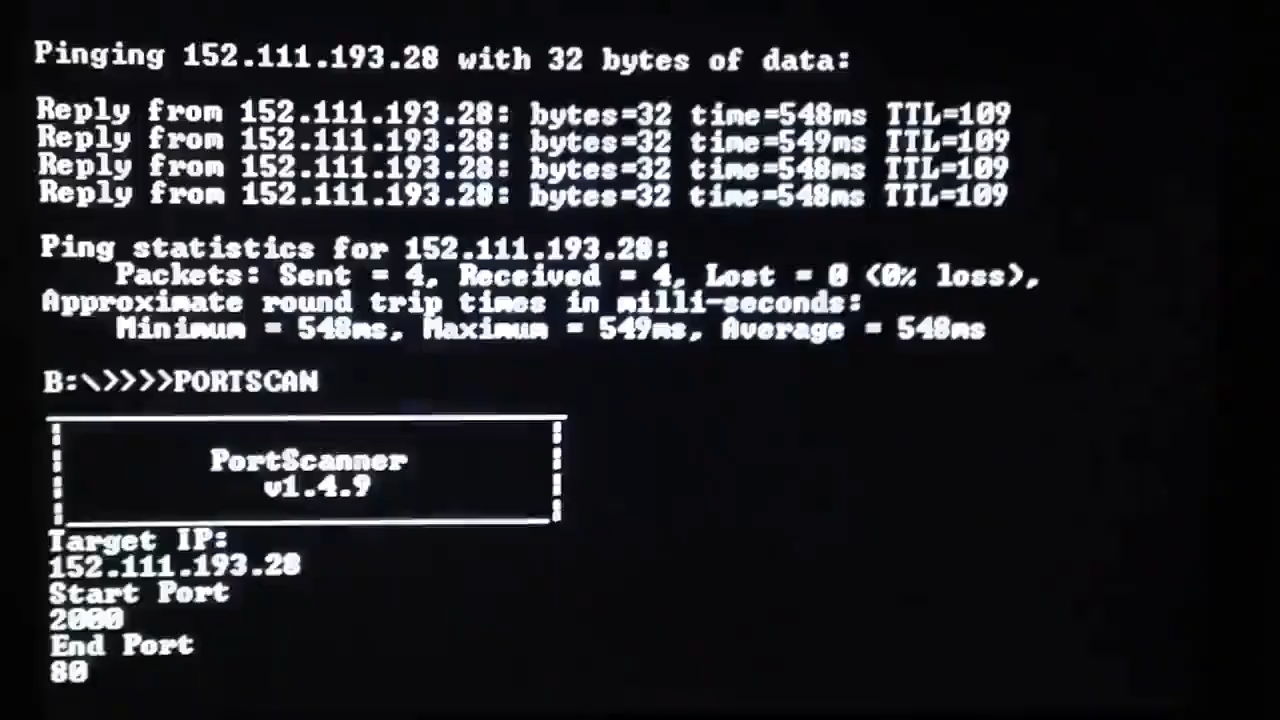 Pinging 152.111.193.28 with 32 bytes of data:
Reply from 152.111.193.28: bytes=32 time=548ms TTL=109
Reply from 152.111.193.28: bytes=32 time=549ms TTL=109
Reply from 152.111.193.28: bytes=32 time=548ms TTL=109
Reply from 152.111.193.28: bytes=32 time=548ms TTL=109
Ping statistics for 152.111.193.28:
Packets: Sent = 4, Received = 4, Lost = 0 (0% loss),
Approximate round trip times in milli-seconds:
Minimum = 548ms, Maximum = 549ms, Average = 548ms
B:\>>>>PORTSCAN
PortScanner
v1.4.9
Target IP:
152.111.193.28
Start Port
2000
End Port
80